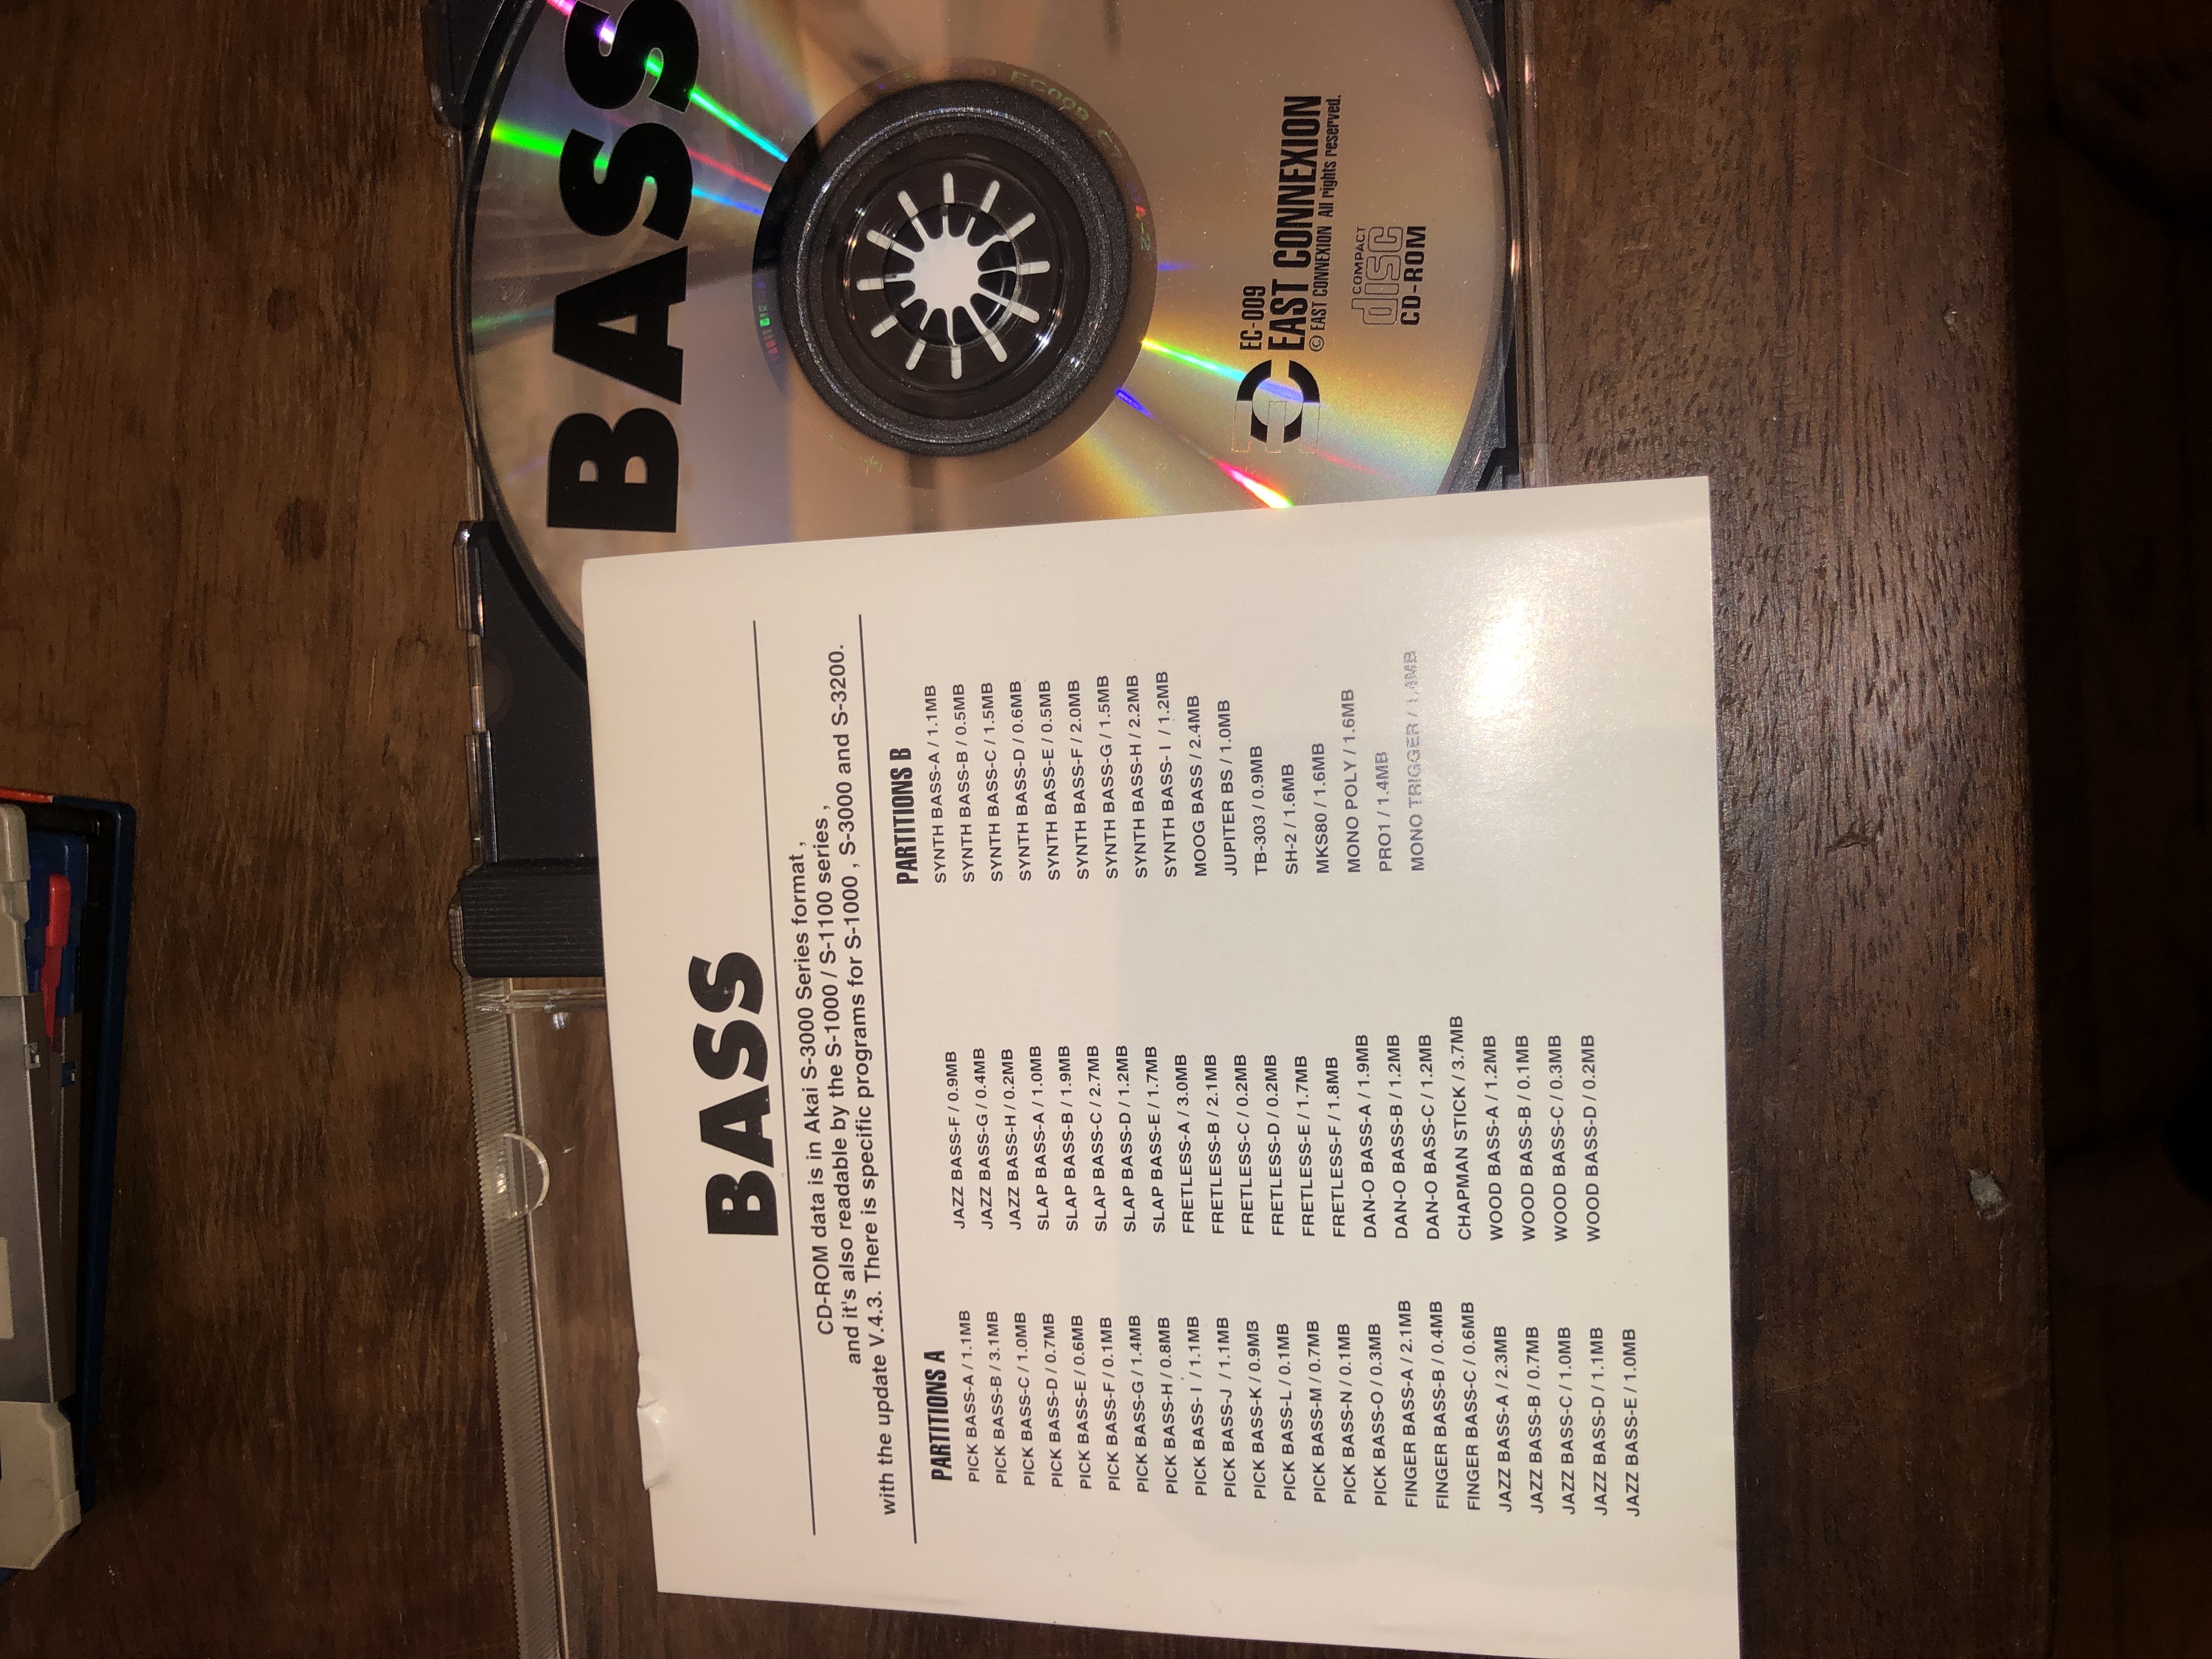 BASS
CD-ROM data is in Akai S-3000 Series format ,
and it's also readable by the S-1000 / S-1100 series ,
with the update V.4.3. There is specific programs for S-1000 , S-3000 and S-3200.
PARTITIONS A
PICK BASS-A / 1.1MB
PICK BASS-B / 3.1MB
PICK BASS-C / 1.0MB
PICK BASS-D / 0.7MB
PICK BASS-E / 0.6MB
PICK BASS-F / 0.1MB
PICK BASS-G / 1.4MB
PICK BASS-H / 0.8MB
PICK BASS- I / 1.1MB
PICK BASS-J / 1.1MB
PICK BASS-K / 0.9MB
PICK BASS-L / 0.1MB
PICK BASS-M / 0.7MB
PICK BASS-N / 0.1MB
PICK BASS-O / 0.3MB
FINGER BASS-A / 2.1MB
FINGER BASS-B / 0.4MB
FINGER BASS-C / 0.6MB
JAZZ BASS-A / 2.3MB
JAZZ BASS-B / 0.7MB
JAZZ BASS-C / 1.0MB
JAZZ BASS-D / 1.1MB
JAZZ BASS-E / 1.0MB
JAZZ BASS-F / 0.9MB
JAZZ BASS-G / 0.4MB
JAZZ BASS-H / 0.2MB
SLAP BASS-A / 1.0MB
SLAP BASS-B / 1.9MB
SLAP BASS-C / 2.7MB
SLAP BASS-D / 1.2MB
SLAP BASS-E / 1.7MB
FRETLESS-A / 3.0MB
FRETLESS-B / 2.1MB
FRETLESS-C / 0.2MB
FRETLESS-D / 0.2MB
FRETLESS-E / 1.7MB
FRETLESS-F / 1.8MB
DAN-O BASS-A / 1.9MB
DAN-O BASS-B / 1.2MB
DAN-O BASS-C / 1.2MB
CHAPMAN STICK / 3.7MB
WOOD BASS-A / 1.2MB
WOOD BASS-B / 0.1MB
WOOD BASS-C / 0.3MB
WOOD BASS-D / 0.2MB
PARTITIONS B
SYNTH BASS-A / 1.1MB
SYNTH BASS-B / 0.5MB
SYNTH BASS-C / 1.5MB
SYNTH BASS-D / 0.6MB
SYNTH BASS-E / 0.5MB
SYNTH BASS-F / 2.0MB
SYNTH BASS-G / 1.5MB
SYNTH BASS-H / 2.2MB
SYNTH BASS- I / 1.2MB
MOOG BASS / 2.4MB
JUPITER BS / 1.0MB
TB-303 / 0.9MB
SH-2 / 1.6MB
MKS80 / 1.6MB
MONO POLY / 1.6MB
PRO1 / 1.4MB
MONO TRIGGER / 1.4MB
BASS
EC-009
EAST CONNEXION
© EAST CONNEXION All rights reserved.
COMPACT
disc
CD-ROM